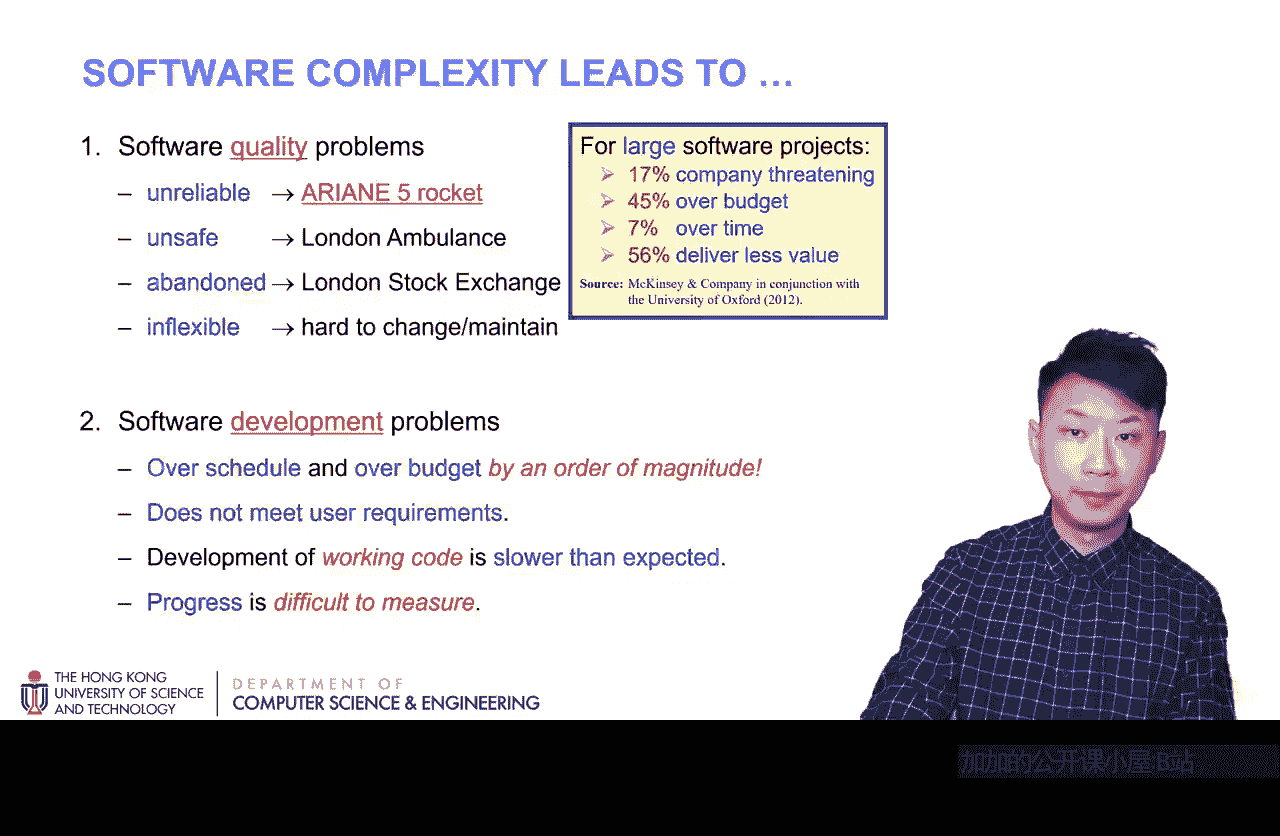 SOFTWARE COMPLEXITY LEADS TO …
1. Software quality problems
– unreliable → ARIANE 5 rocket
– unsafe → London Ambulance
– abandoned → London Stock Exchange
– inflexible → hard to change/maintain
For large software projects:
➢ 17% company threatening
➢ 45% over budget
➢ 7% over time
➢ 56% deliver less value
Source: McKinsey & Company in conjunction with
the University of Oxford (2012).
2. Software development problems
– Over schedule and over budget by an order of magnitude!
– Does not meet user requirements.
– Development of working code is slower than expected.
– Progress is difficult to measure.
THE HONG KONG
UNIVERSITY OF SCIENCE
AND TECHNOLOGY
DEPARTMENT OF
COMPUTER SCIENCE & ENGINEERING
加加的公开课小屋 B站